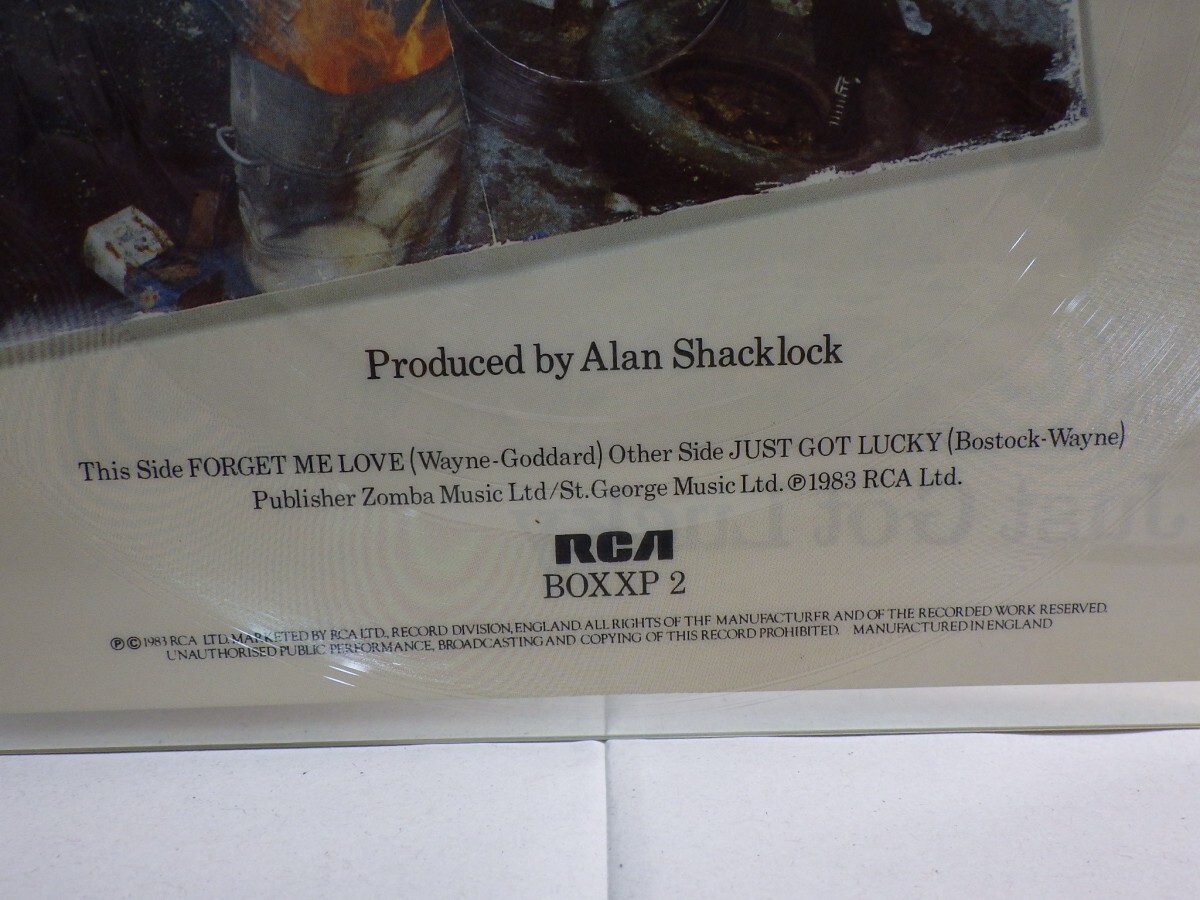 Produced by Alan Shacklock
This Side FORGET ME LOVE (Wayne-Goddard) Other Side JUST GOT LUCKY (Bostock-Wayne)
Publisher Zomba Music Ltd/St.George Music Ltd. ℗1983 RCA Ltd.
RCA
BOXXP 2
℗©1983 RCA LTD. MARKETED BY RCA LTD., RECORD DIVISION, ENGLAND. ALL RIGHTS OF THE MANUFACTURER AND OF THE RECORDED WORK RESERVED.
UNAUTHORISED PUBLIC PERFORMANCE, BROADCASTING AND COPYING OF THIS RECORD PROHIBITED. MANUFACTURED IN ENGLAND